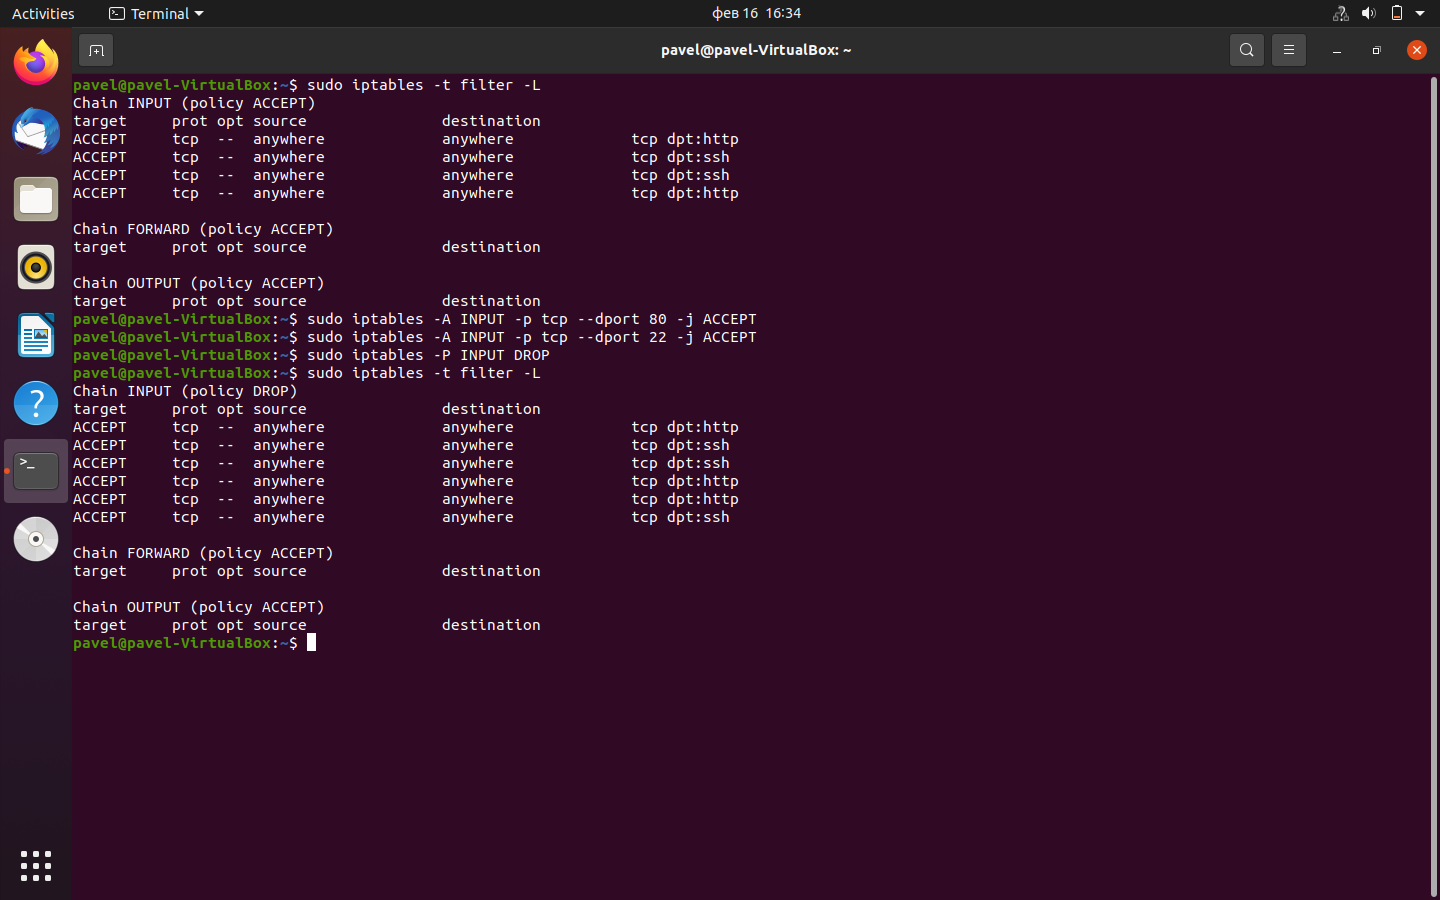 Activities Terminal фев 16 16:34
pavel@pavel-VirtualBox: ~
pavel@pavel-VirtualBox:~$ sudo iptables -t filter -L
Chain INPUT (policy ACCEPT)
target     prot opt source               destination
ACCEPT     tcp  --  anywhere             anywhere             tcp dpt:http
ACCEPT     tcp  --  anywhere             anywhere             tcp dpt:ssh
ACCEPT     tcp  --  anywhere             anywhere             tcp dpt:ssh
ACCEPT     tcp  --  anywhere             anywhere             tcp dpt:http
Chain FORWARD (policy ACCEPT)
target     prot opt source               destination
Chain OUTPUT (policy ACCEPT)
target     prot opt source               destination
pavel@pavel-VirtualBox:~$ sudo iptables -A INPUT -p tcp --dport 80 -j ACCEPT
pavel@pavel-VirtualBox:~$ sudo iptables -A INPUT -p tcp --dport 22 -j ACCEPT
pavel@pavel-VirtualBox:~$ sudo iptables -P INPUT DROP
pavel@pavel-VirtualBox:~$ sudo iptables -t filter -L
Chain INPUT (policy DROP)
target     prot opt source               destination
ACCEPT     tcp  --  anywhere             anywhere             tcp dpt:http
ACCEPT     tcp  --  anywhere             anywhere             tcp dpt:ssh
ACCEPT     tcp  --  anywhere             anywhere             tcp dpt:ssh
ACCEPT     tcp  --  anywhere             anywhere             tcp dpt:http
ACCEPT     tcp  --  anywhere             anywhere             tcp dpt:http
ACCEPT     tcp  --  anywhere             anywhere             tcp dpt:ssh
Chain FORWARD (policy ACCEPT)
target     prot opt source               destination
Chain OUTPUT (policy ACCEPT)
target     prot opt source               destination
pavel@pavel-VirtualBox:~$